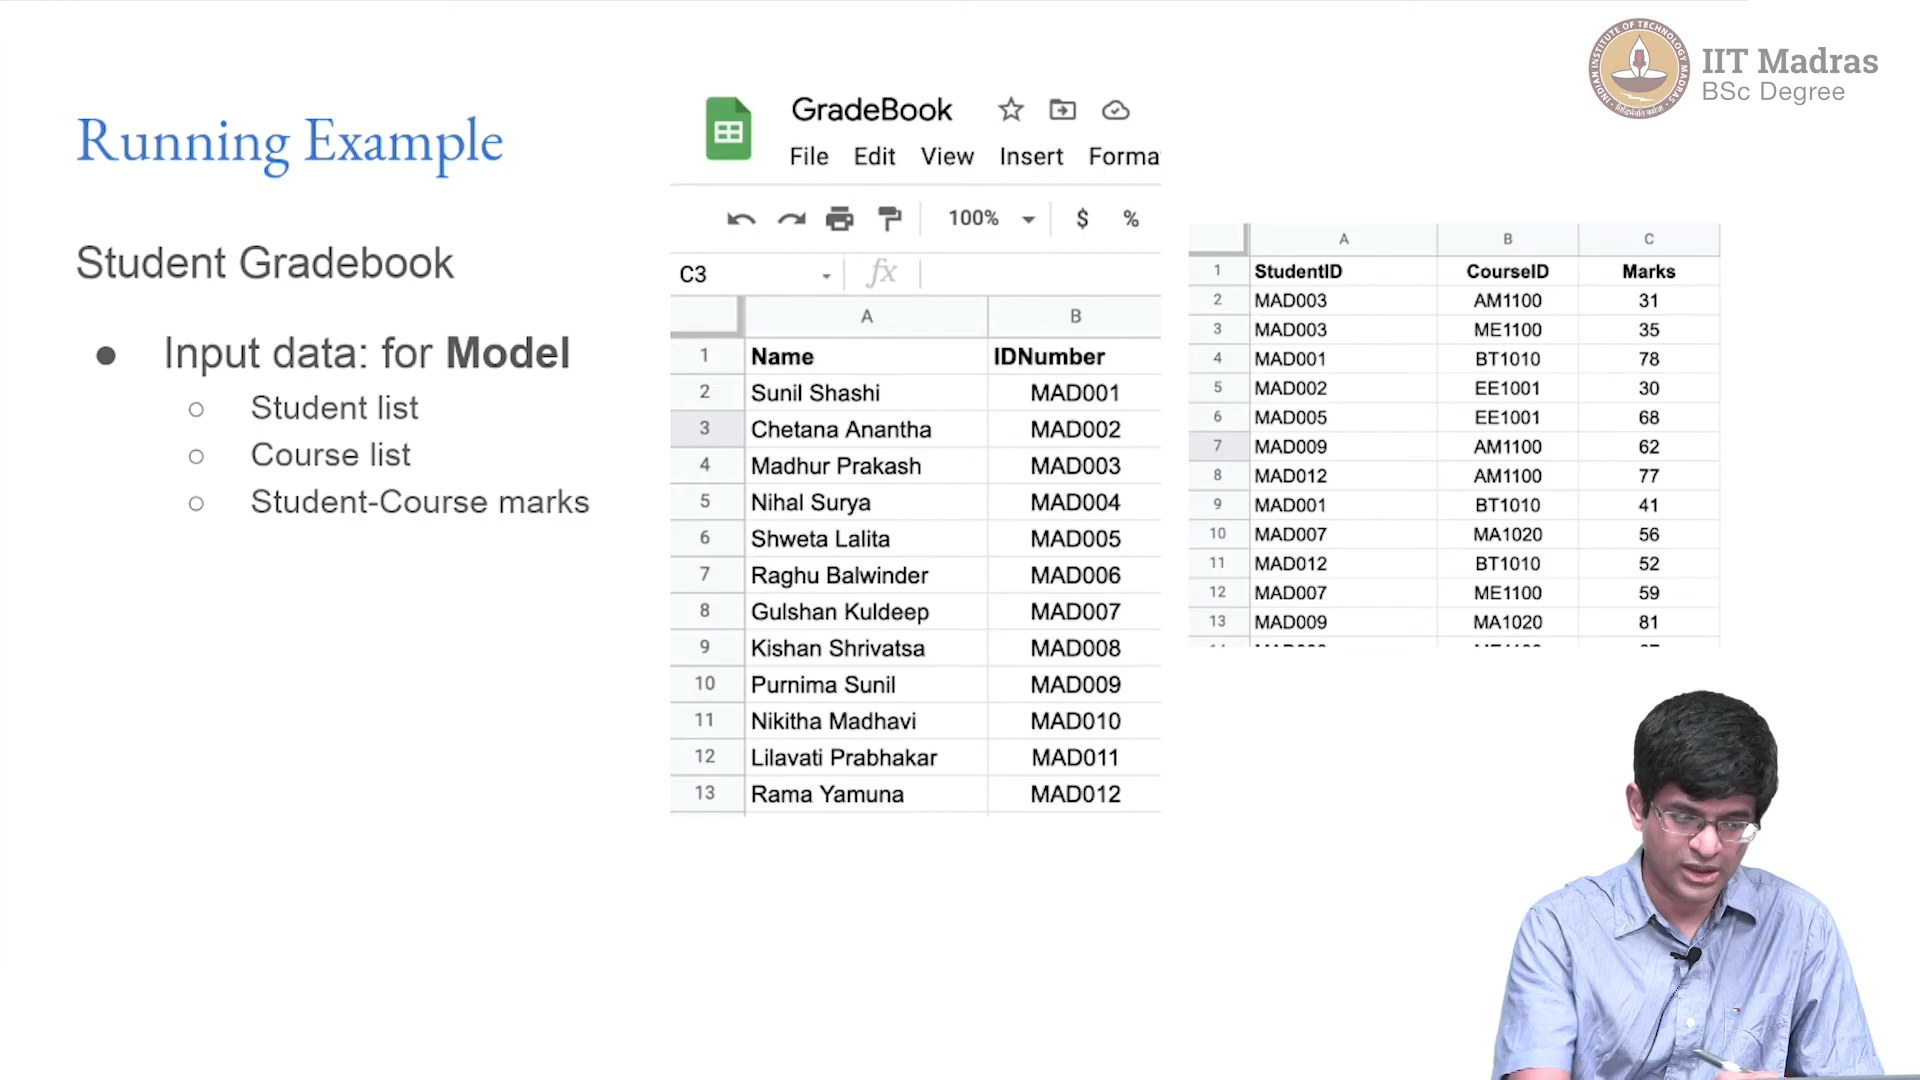 IIT Madras
BSc Degree
Running Example
Student Gradebook
Input data: for Model
Student list
Course list
Student-Course marks
GradeBook
File Edit View Insert Forma
100% $ %
C3 fx
A B
1 Name IDNumber
2 Sunil Shashi MAD001
3 Chetana Anantha MAD002
4 Madhur Prakash MAD003
5 Nihal Surya MAD004
6 Shweta Lalita MAD005
7 Raghu Balwinder MAD006
8 Gulshan Kuldeep MAD007
9 Kishan Shrivatsa MAD008
10 Purnima Sunil MAD009
11 Nikitha Madhavi MAD010
12 Lilavati Prabhakar MAD011
13 Rama Yamuna MAD012
A B C
1 StudentID CourseID Marks
2 MAD003 AM1100 31
3 MAD003 ME1100 35
4 MAD001 BT1010 78
5 MAD002 EE1001 30
6 MAD005 EE1001 68
7 MAD009 AM1100 62
8 MAD012 AM1100 77
9 MAD001 BT1010 41
10 MAD007 MA1020 56
11 MAD012 BT1010 52
12 MAD007 ME1100 59
13 MAD009 MA1020 81
INDIAN INSTITUTE OF TECHNOLOGY MADRAS